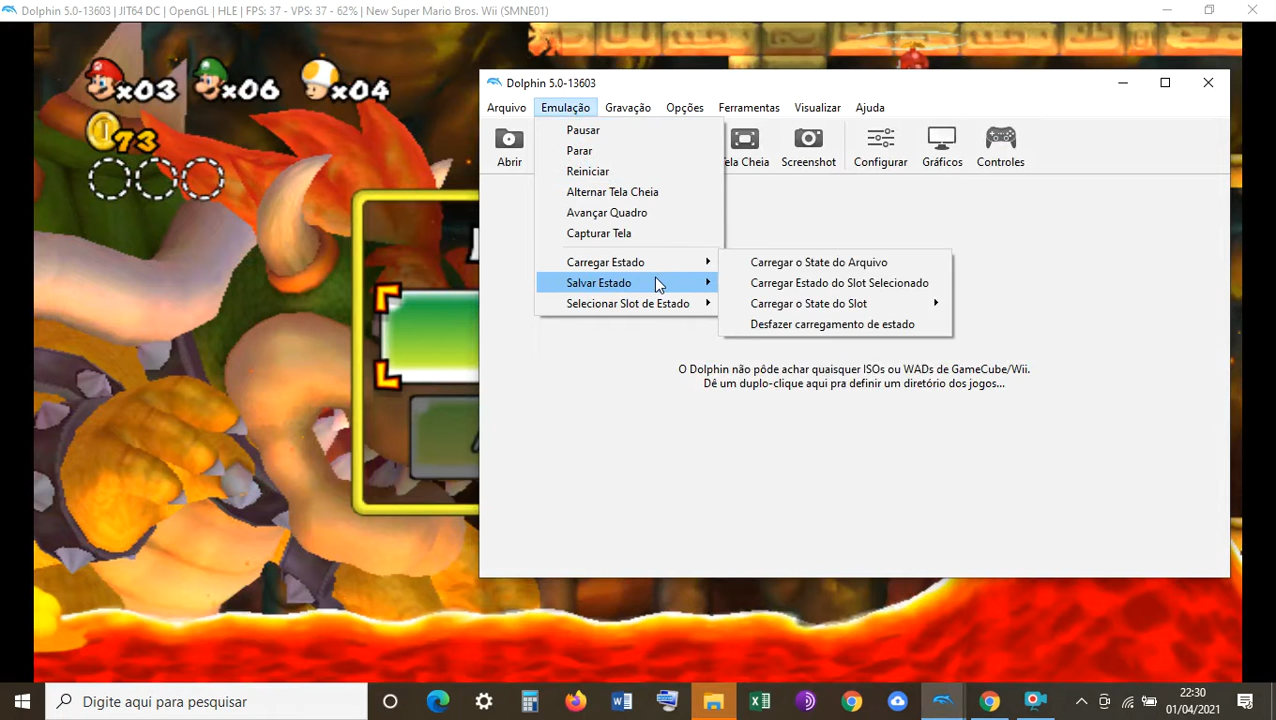 Dolphin 5.0-13603 | JIT64 DC | OpenGL | HLE | FPS: 37 - VPS: 37 - 62% | New Super Mario Bros. Wii (SMNE01)
x03 x06 x04
73
Dolphin 5.0-13603
Arquivo Emulação Gravação Opções Ferramentas Visualizar Ajuda
Abrir Tela Cheia Screenshot Configurar Gráficos Controles
Pausar
Parar
Reiniciar
Alternar Tela Cheia
Avançar Quadro
Capturar Tela
Carregar Estado
Salvar Estado
Selecionar Slot de Estado
Carregar o State do Arquivo
Carregar Estado do Slot Selecionado
Carregar o State do Slot
Desfazer carregamento de estado
O Dolphin não pôde achar quaisquer ISOs ou WADs de GameCube/Wii.
Dê um duplo-clique aqui pra definir um diretório dos jogos...
Digite aqui para pesquisar
22:30
01/04/2021